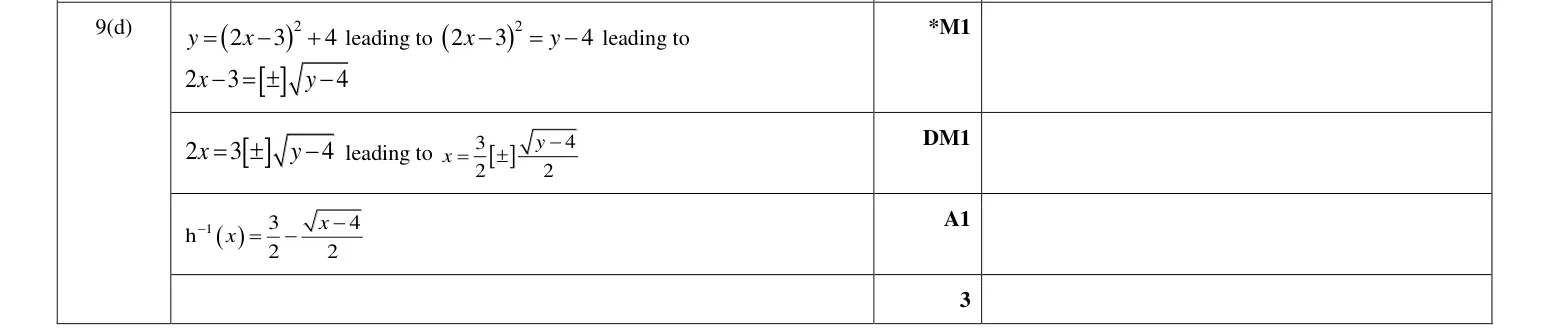 9(d)
y = (2x − 3)² + 4 leading to (2x − 3)² = y − 4 leading to
*M1
2x − 3 = [±]√(y − 4)
2x = 3[±]√(y − 4) leading to x = 3/2 [±] √(y − 4)/2
DM1
h⁻¹(x) = 3/2 − √(x − 4)/2
A1
3